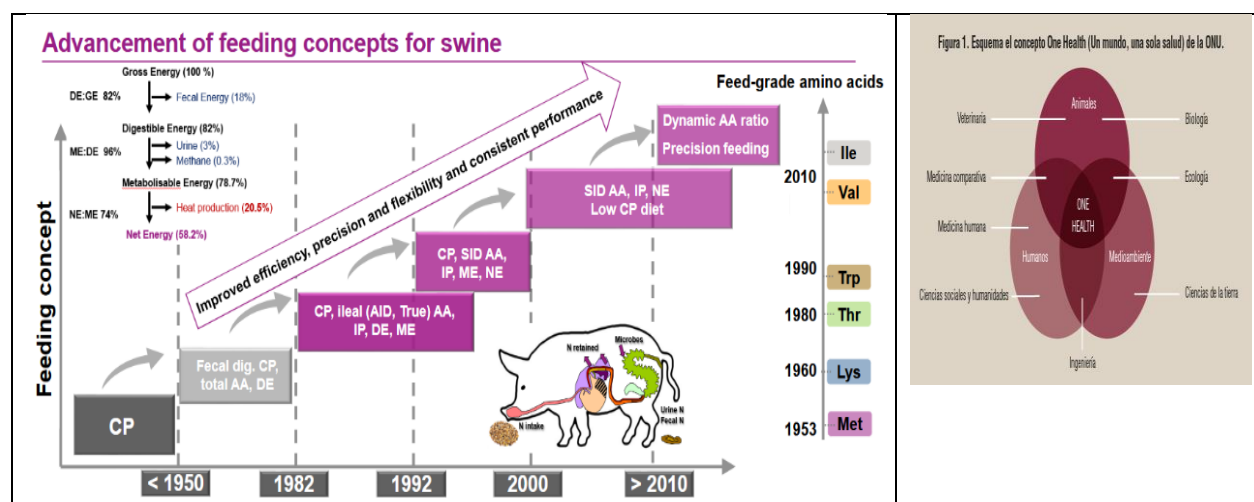 Advancement of feeding concepts for swine
Gross Energy (100 %)
DE:GE 82%
Fecal Energy (18%)
Digestible Energy (82%)
ME:DE 96%
Urine (3%)
Methane (0.3%)
Metabolisable Energy (78.7%)
NE:ME 74%
Heat production (20.5%)
Net Energy (58.2%)
Improved efficiency, precision and flexibility and consistent performance
Feeding concept
CP
Fecal dig. CP,
total AA, DE
CP, ileal (AID, True) AA,
IP, DE, ME
CP, SID AA,
IP, ME, NE
SID AA, IP, NE
Low CP diet
Dynamic AA ratio
Precision feeding
N intake
N retained
Microbes
Urine N
Fecal N
< 1950
1982
1992
2000
> 2010
Feed-grade amino acids
Ile
2010
Val
1990
Trp
1980
Thr
1960
Lys
1953
Met
Figura 1. Esquema el concepto One Health (Un mundo, una sola salud) de la ONU.
Animales
Veterinaria
Biología
Medicina comparativa
Ecología
ONE
HEALTH
Medicina humana
Humanos
Medioambiente
Ciencias sociales y humanidades
Ciencias de la tierra
Ingeniería